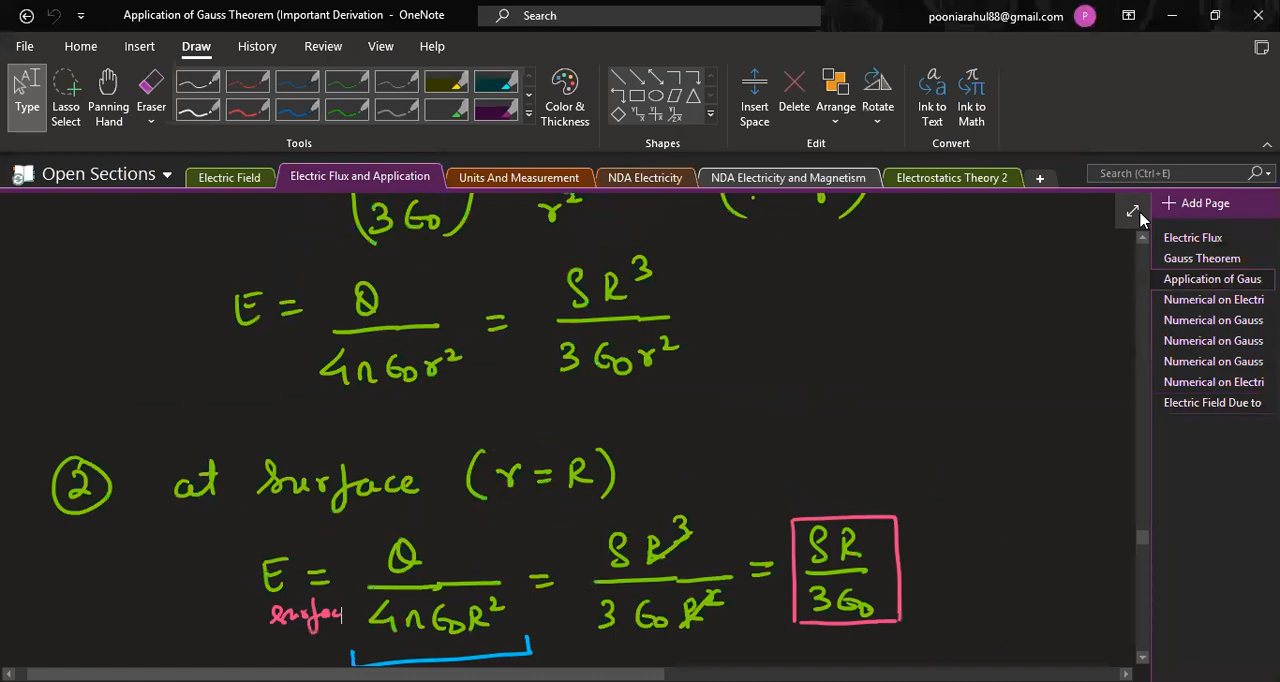 Application of Gauss Theorem (Important Derivation - OneNote
Search
pooniarahul88@gmail.com
P
File Home Insert Draw History Review View Help
Type
Lasso Select
Panning Hand
Eraser
Color & Thickness
Insert Space
Delete
Arrange
Rotate
Ink to Text
Ink to Math
Tools
Shapes
Edit
Convert
Open Sections
Electric Field
Electric Flux and Application
Units And Measurement
NDA Electricity
NDA Electricity and Magnetism
Electrostatics Theory 2
Search (Ctrl+E)
Add Page
Electric Flux
Gauss Theorem
Application of Gaus
Numerical on Electri
Numerical on Gauss
Numerical on Gauss
Numerical on Gauss
Numerical on Electri
Electric Field Due to
(3 ϵ0) r²
E = Q / 4πϵ0r² = ρR³ / 3ϵ0r²
② at surface (r = R)
E surfac = Q / 4πϵ0R² = ρR³ / 3ϵ0R² = ρR / 3ϵ0